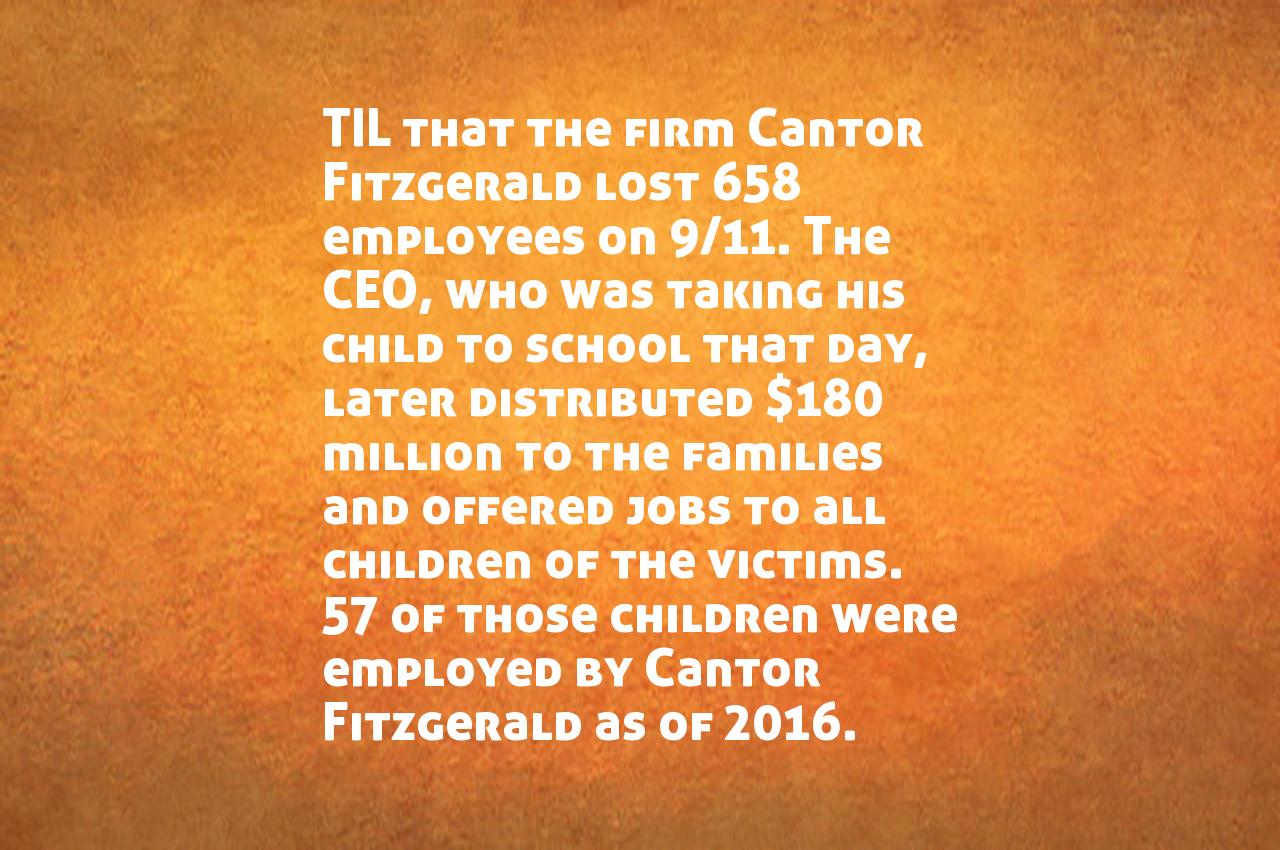 TIL that the firm Cantor
Fitzgerald lost 658
employees on 9/11. The
CEO, who was taking his
child to school that day,
later distributed $180
million to the families
and offered jobs to all
children of the victims.
57 of those children were
employed by Cantor
Fitzgerald as of 2016.